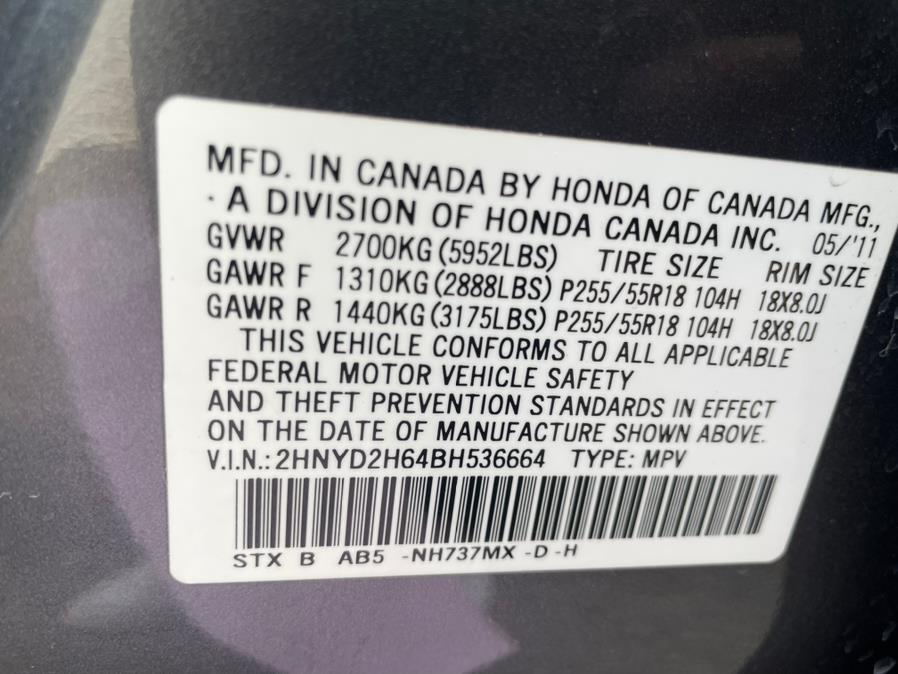 MFD. IN CANADA BY HONDA OF CANADA MFG.,
· A DIVISION OF HONDA CANADA INC. 05/'11
GVWR 2700KG (5952LBS) TIRE SIZE RIM SIZE
GAWR F 1310KG (2888LBS) P255/55R18 104H 18X8.0J
GAWR R 1440KG (3175LBS) P255/55R18 104H 18X8.0J
THIS VEHICLE CONFORMS TO ALL APPLICABLE
FEDERAL MOTOR VEHICLE SAFETY
AND THEFT PREVENTION STANDARDS IN EFFECT
ON THE DATE OF MANUFACTURE SHOWN ABOVE.
V.I.N.: 2HNYD2H64BH536664 TYPE: MPV
STX B AB5 -NH737MX -D -H